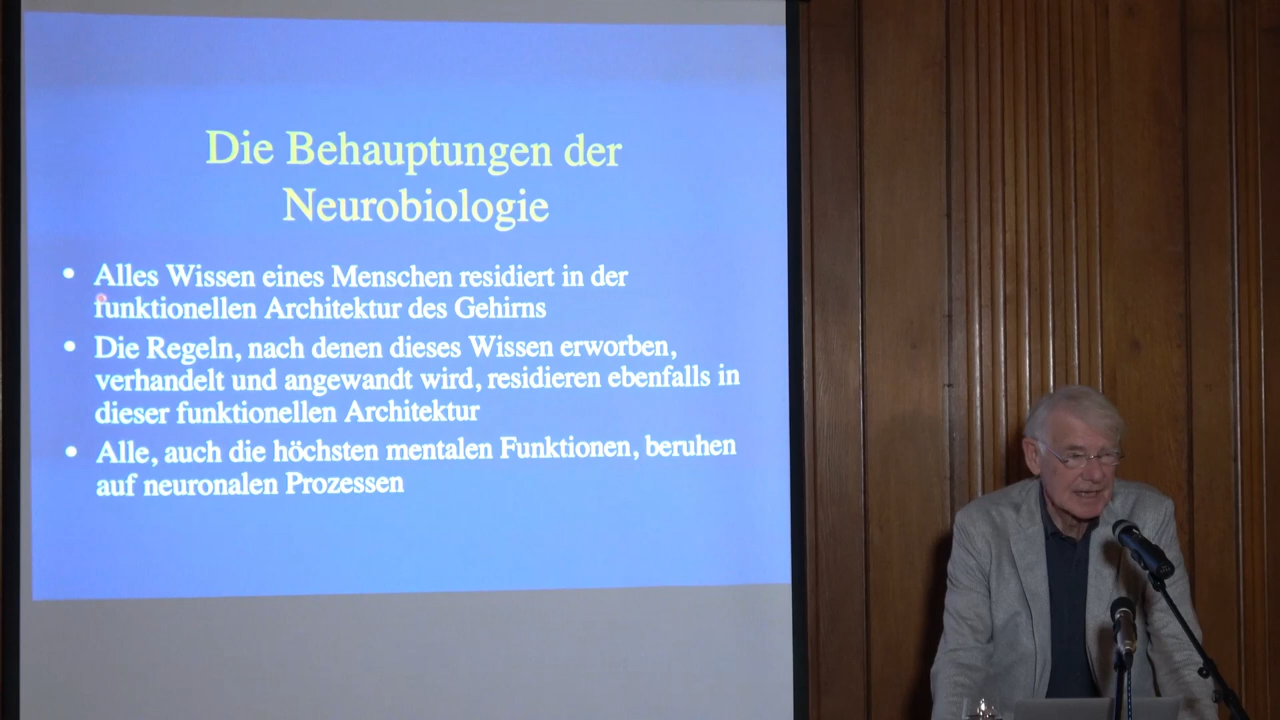 Die Behauptungen der
Neurobiologie
• Alles Wissen eines Menschen residiert in der
funktionellen Architektur des Gehirns
• Die Regeln, nach denen dieses Wissen erworben,
verhandelt und angewandt wird, residieren ebenfalls in
dieser funktionellen Architektur
• Alle, auch die höchsten mentalen Funktionen, beruhen
auf neuronalen Prozessen